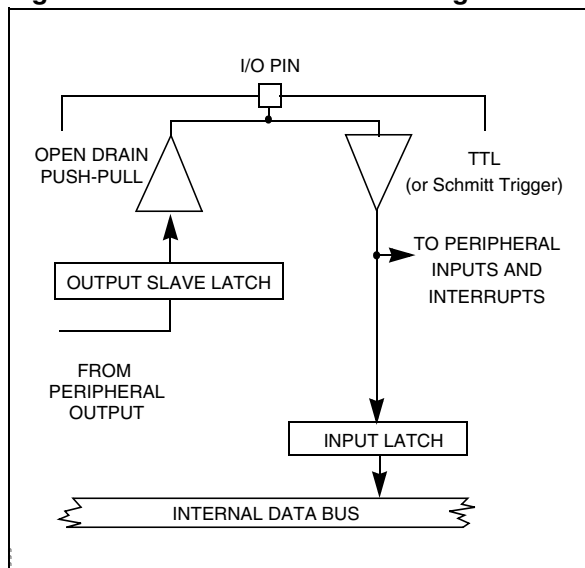 I/O PIN
OPEN DRAIN
PUSH-PULL
TTL
(or Schmitt Trigger)
TO PERIPHERAL
INPUTS AND
INTERRUPTS
OUTPUT SLAVE LATCH
FROM
PERIPHERAL
OUTPUT
INPUT LATCH
INTERNAL DATA BUS